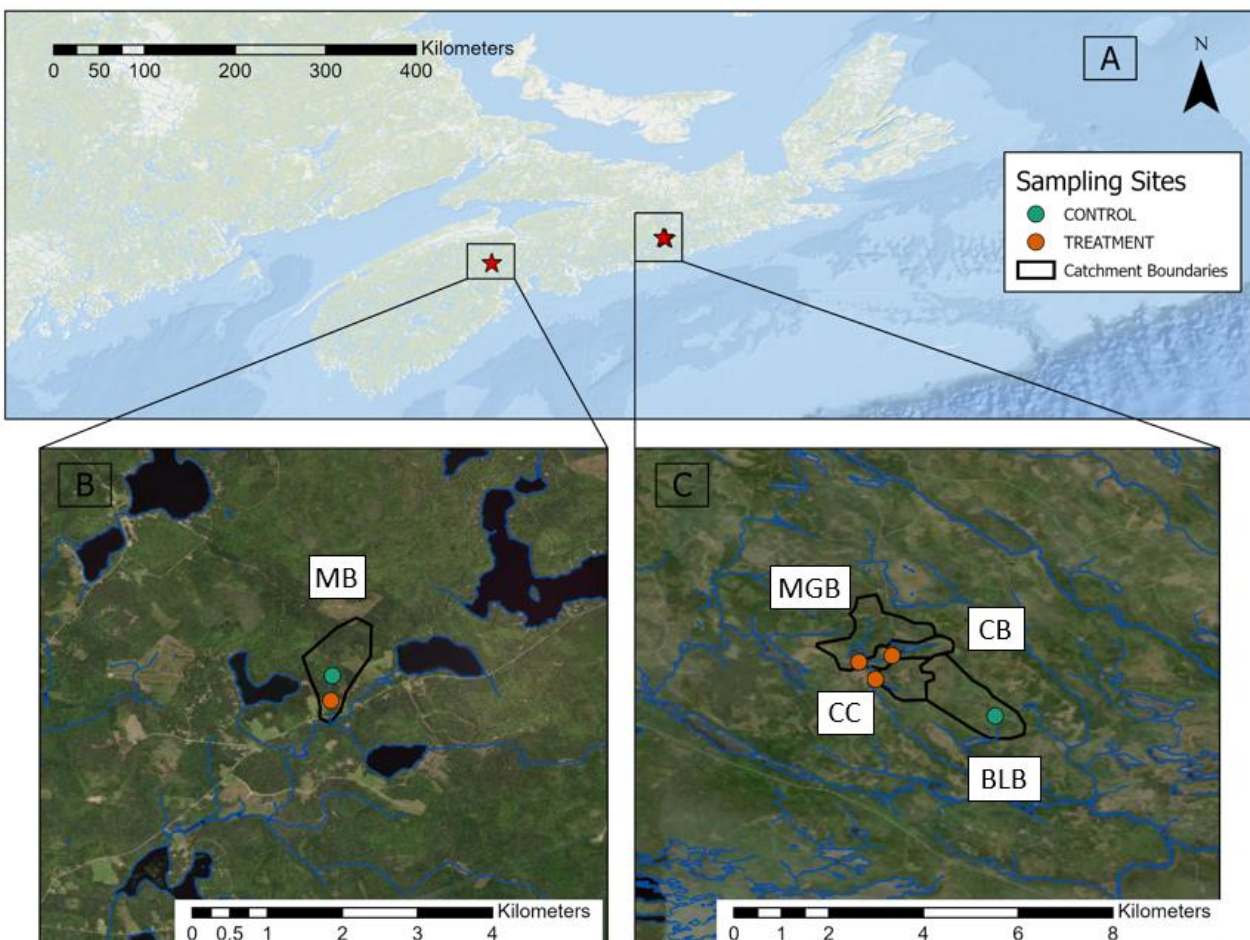 Kilometers
0 50 100 200 300 400
A
N
Sampling Sites
CONTROL
TREATMENT
Catchment Boundaries
B
MB
Kilometers
0 0.5 1 2 3 4
C
MGB
CB
CC
BLB
Kilometers
0 1 2 4 6 8